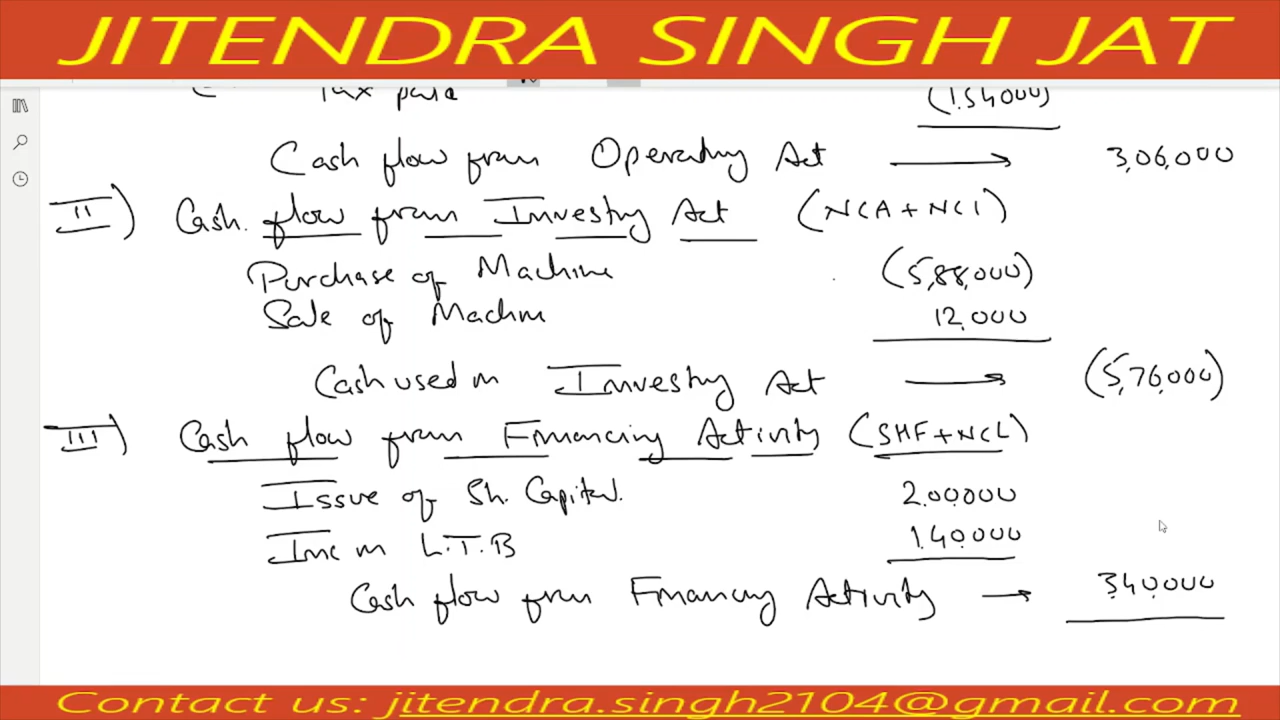 JITENDRA SINGH JAT
Tax paid (1,54,000)
Cash flow from Operating Act → 3,06,000
II) Cash flow from Investing Act (NCA + NCI)
Purchase of Machine (5,88,000)
Sale of Machine 12,000
Cash used in Investing Act → (5,76,000)
III) Cash flow from Financing Activity (SHF + NCL)
Issue of Sh. Capital. 2,00,000
Inc in L.T.B 1,40,000
Cash flow from Financing Activity → 3,40,000
Contact us: jitendra.singh2104@gmail.com